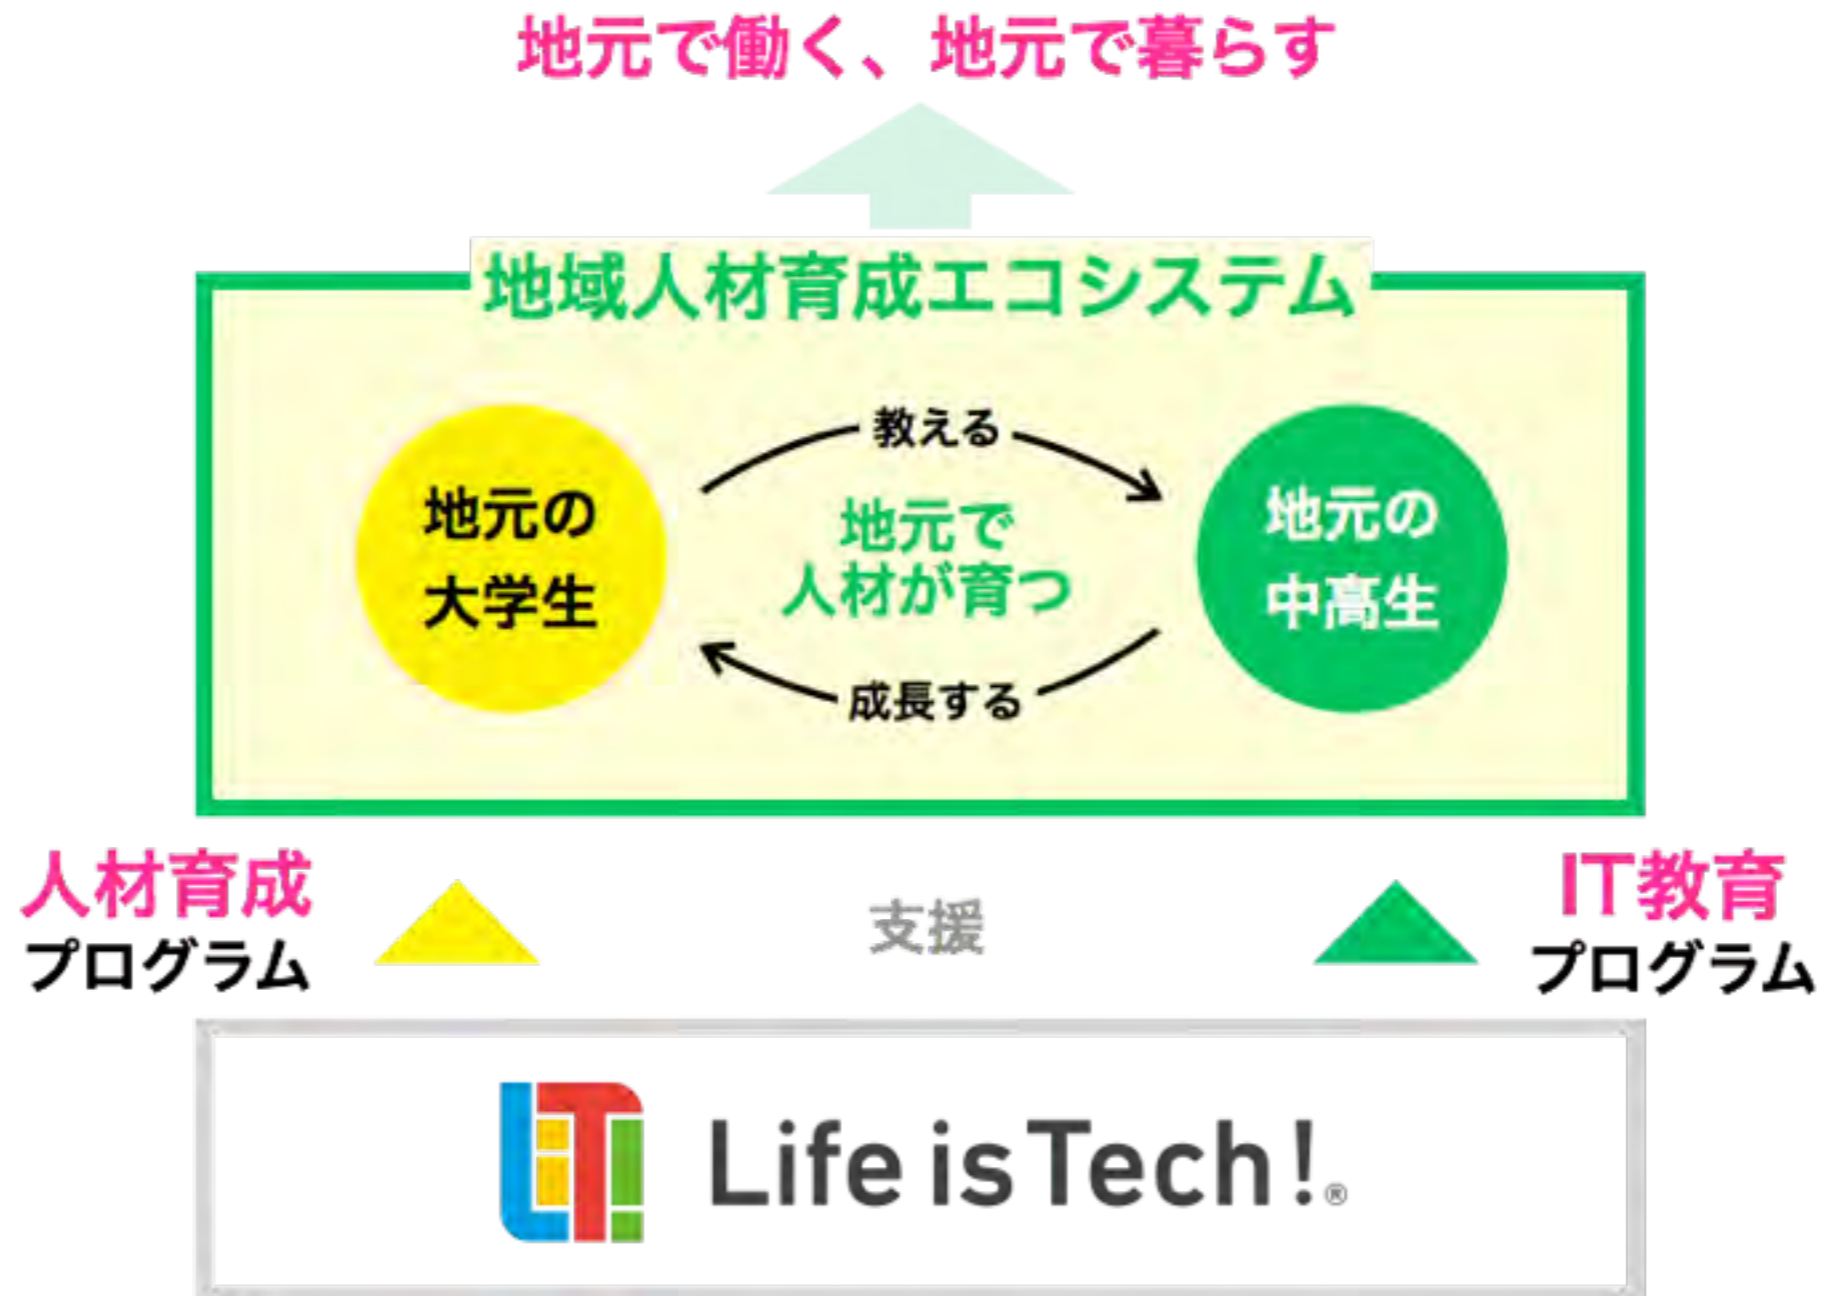 地元で働く、地元で暮らす
地域人材育成エコシステム
教える
地元の
大学生
地元で
人材が育つ
地元の
中高生
成長する
人材育成
プログラム
支援
IT教育
プログラム
LiT! Life is Tech!®